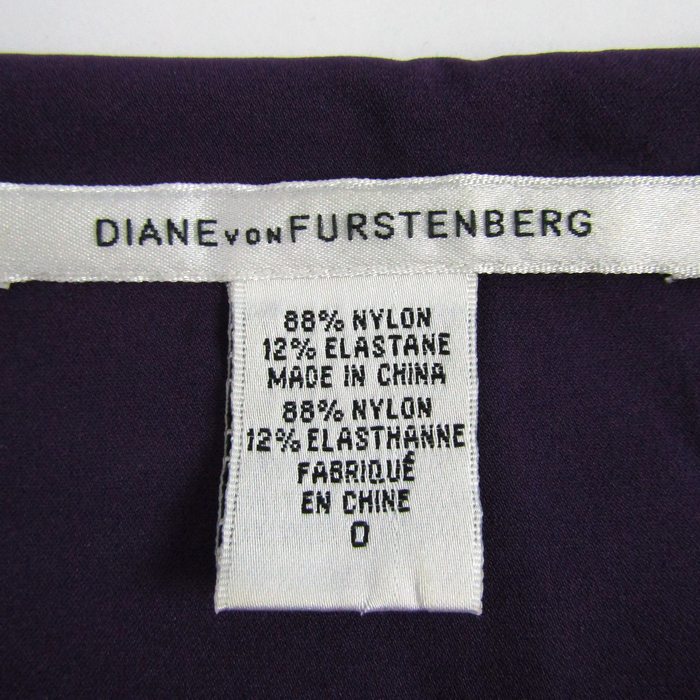 DIANE von FURSTENBERG
88% NYLON
12% ELASTANE
MADE IN CHINA
88% NYLON
12% ELASTHANNE
FABRIQUÉ
EN CHINE
0